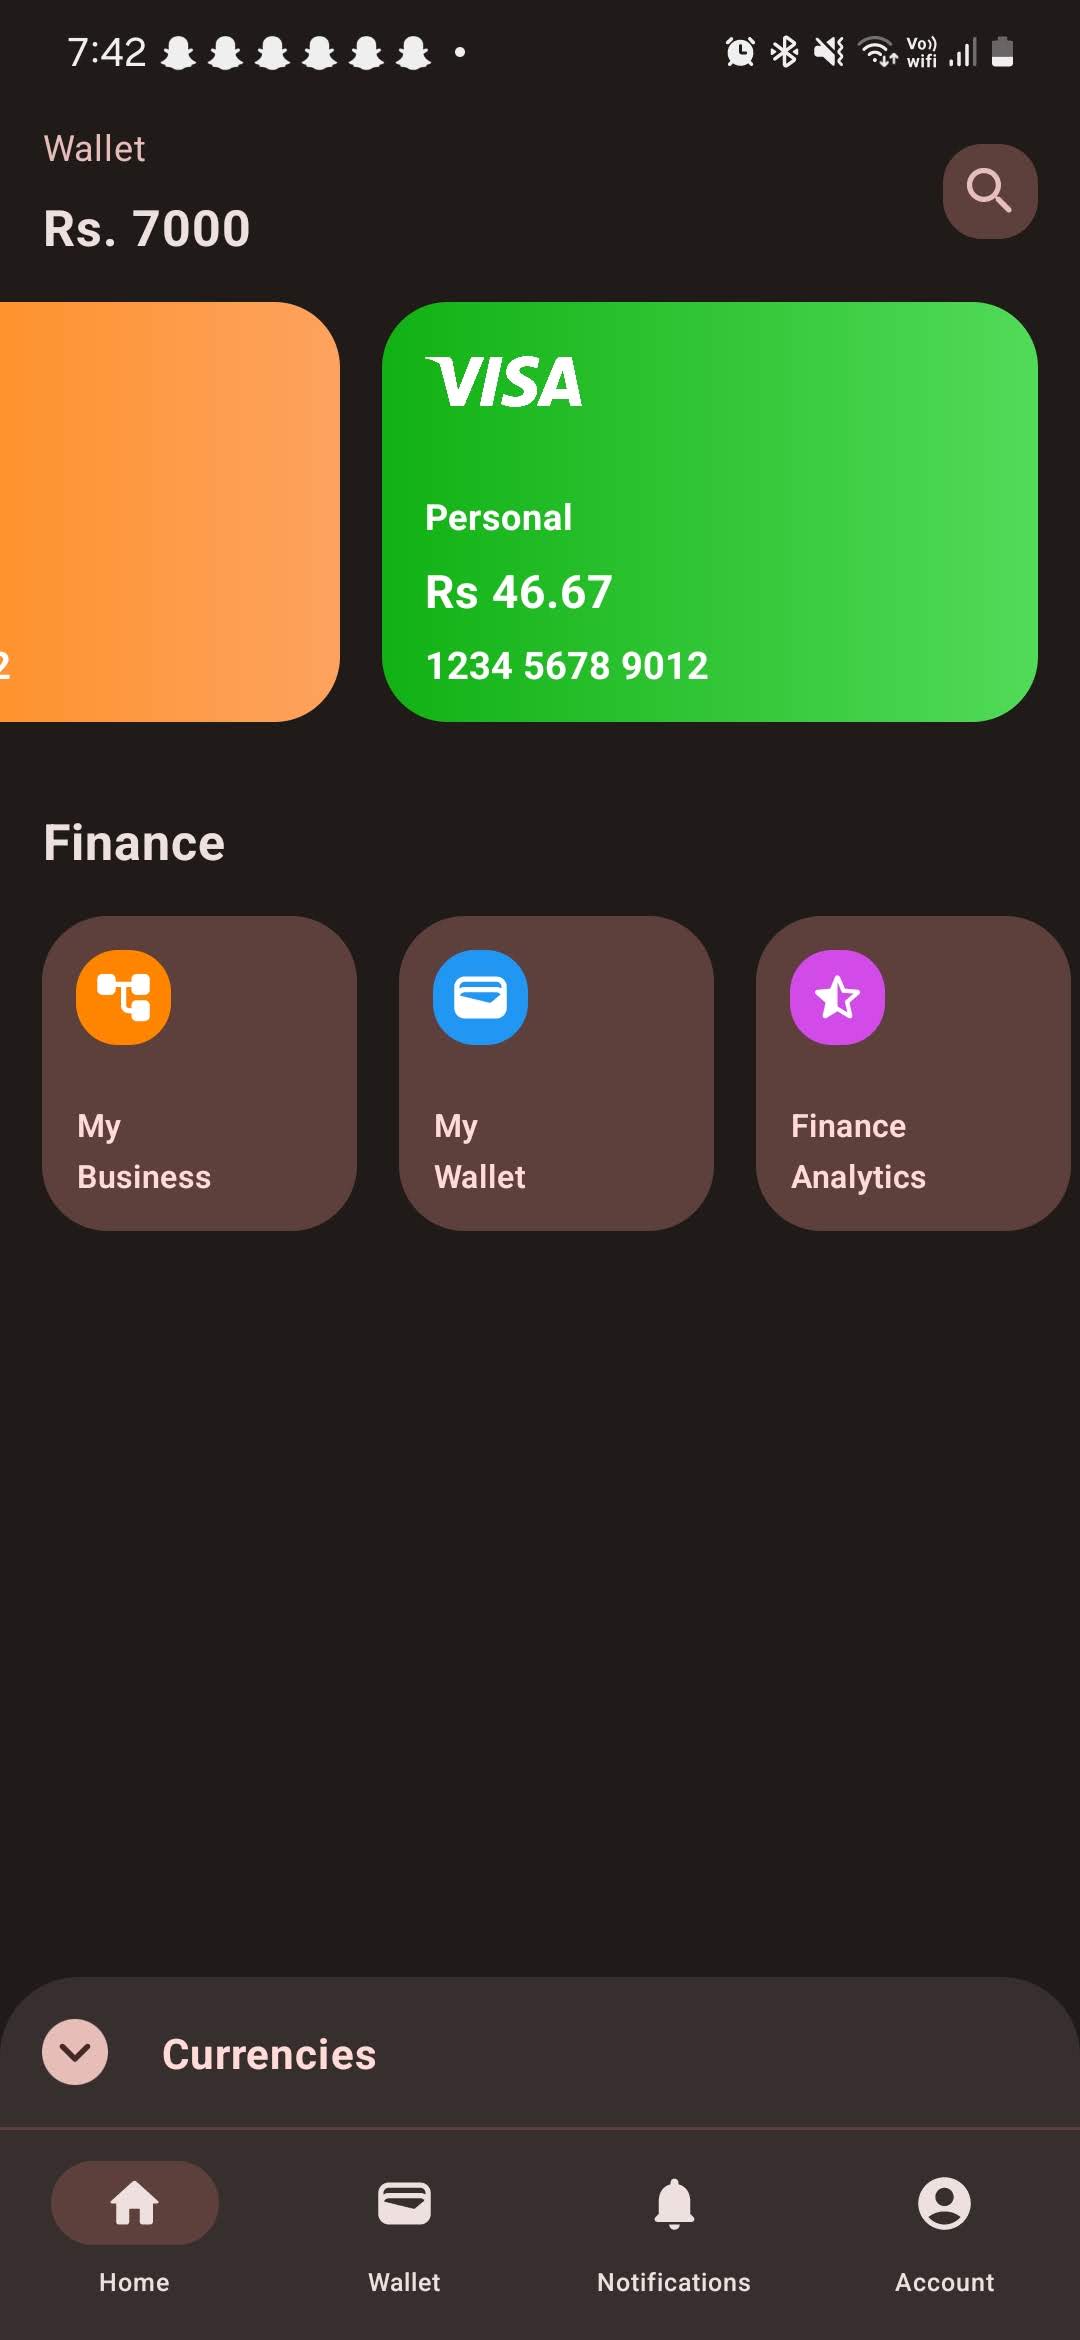 7:42
Vo))
wifi
Wallet
Rs. 7000
VISA
Personal
Rs 46.67
2
1234 5678 9012
Finance
My
Business
My
Wallet
Finance
Analytics
Currencies
Home
Wallet
Notifications
Account